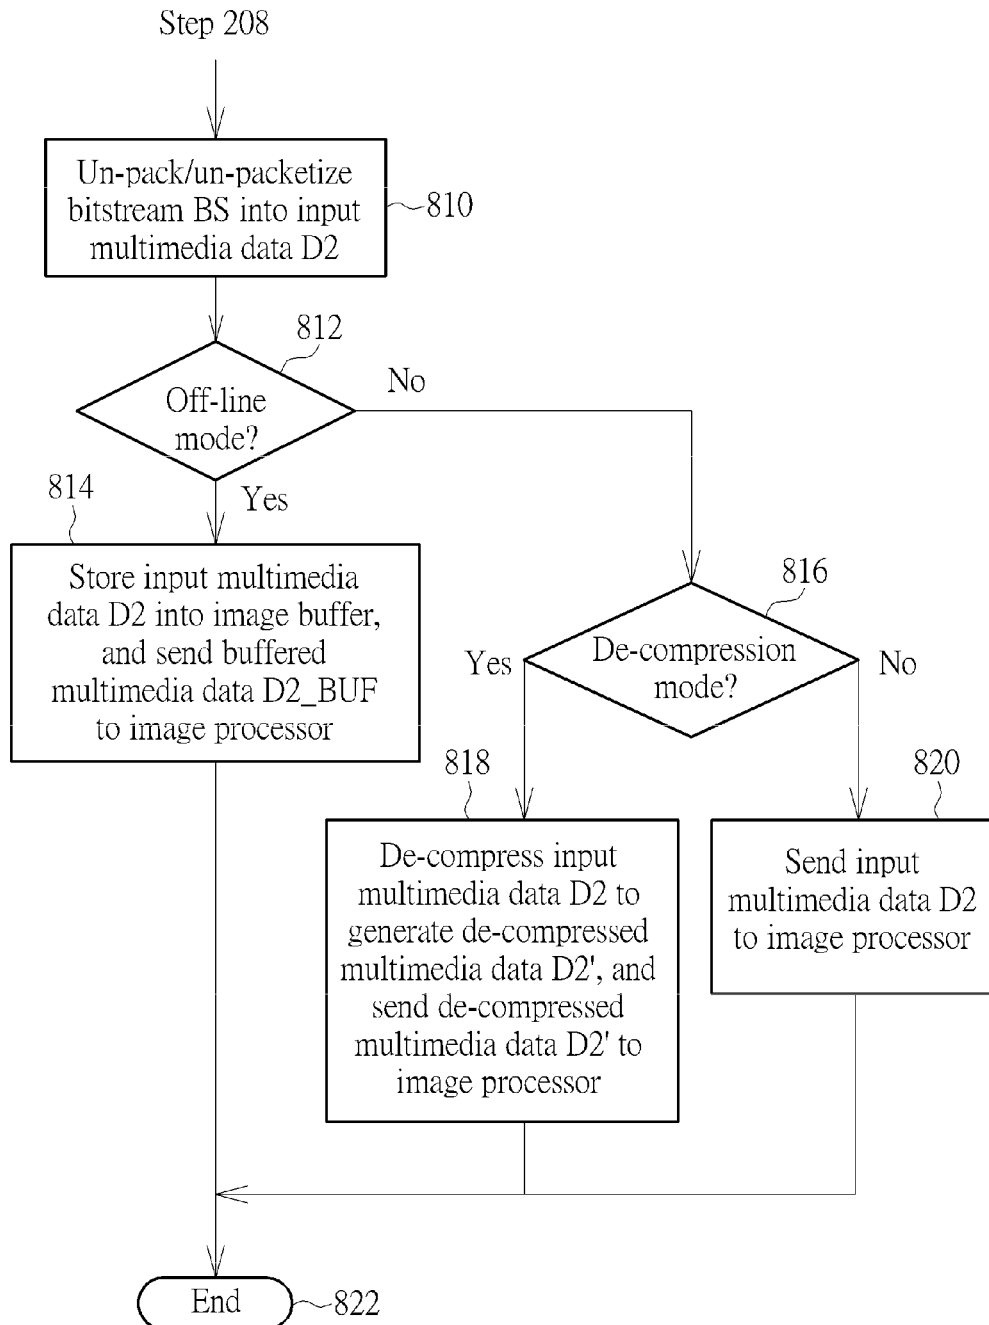 Step 208
Un-pack/un-packetize
bitstream BS into input
multimedia data D2
810
812
Off-line
mode?
No
Yes
814
Store input multimedia
data D2 into image buffer,
and send buffered
multimedia data D2_BUF
to image processor
816
De-compression
mode?
Yes
No
818
De-compress input
multimedia data D2 to
generate de-compressed
multimedia data D2', and
send de-compressed
multimedia data D2' to
image processor
820
Send input
multimedia data D2
to image processor
End
822